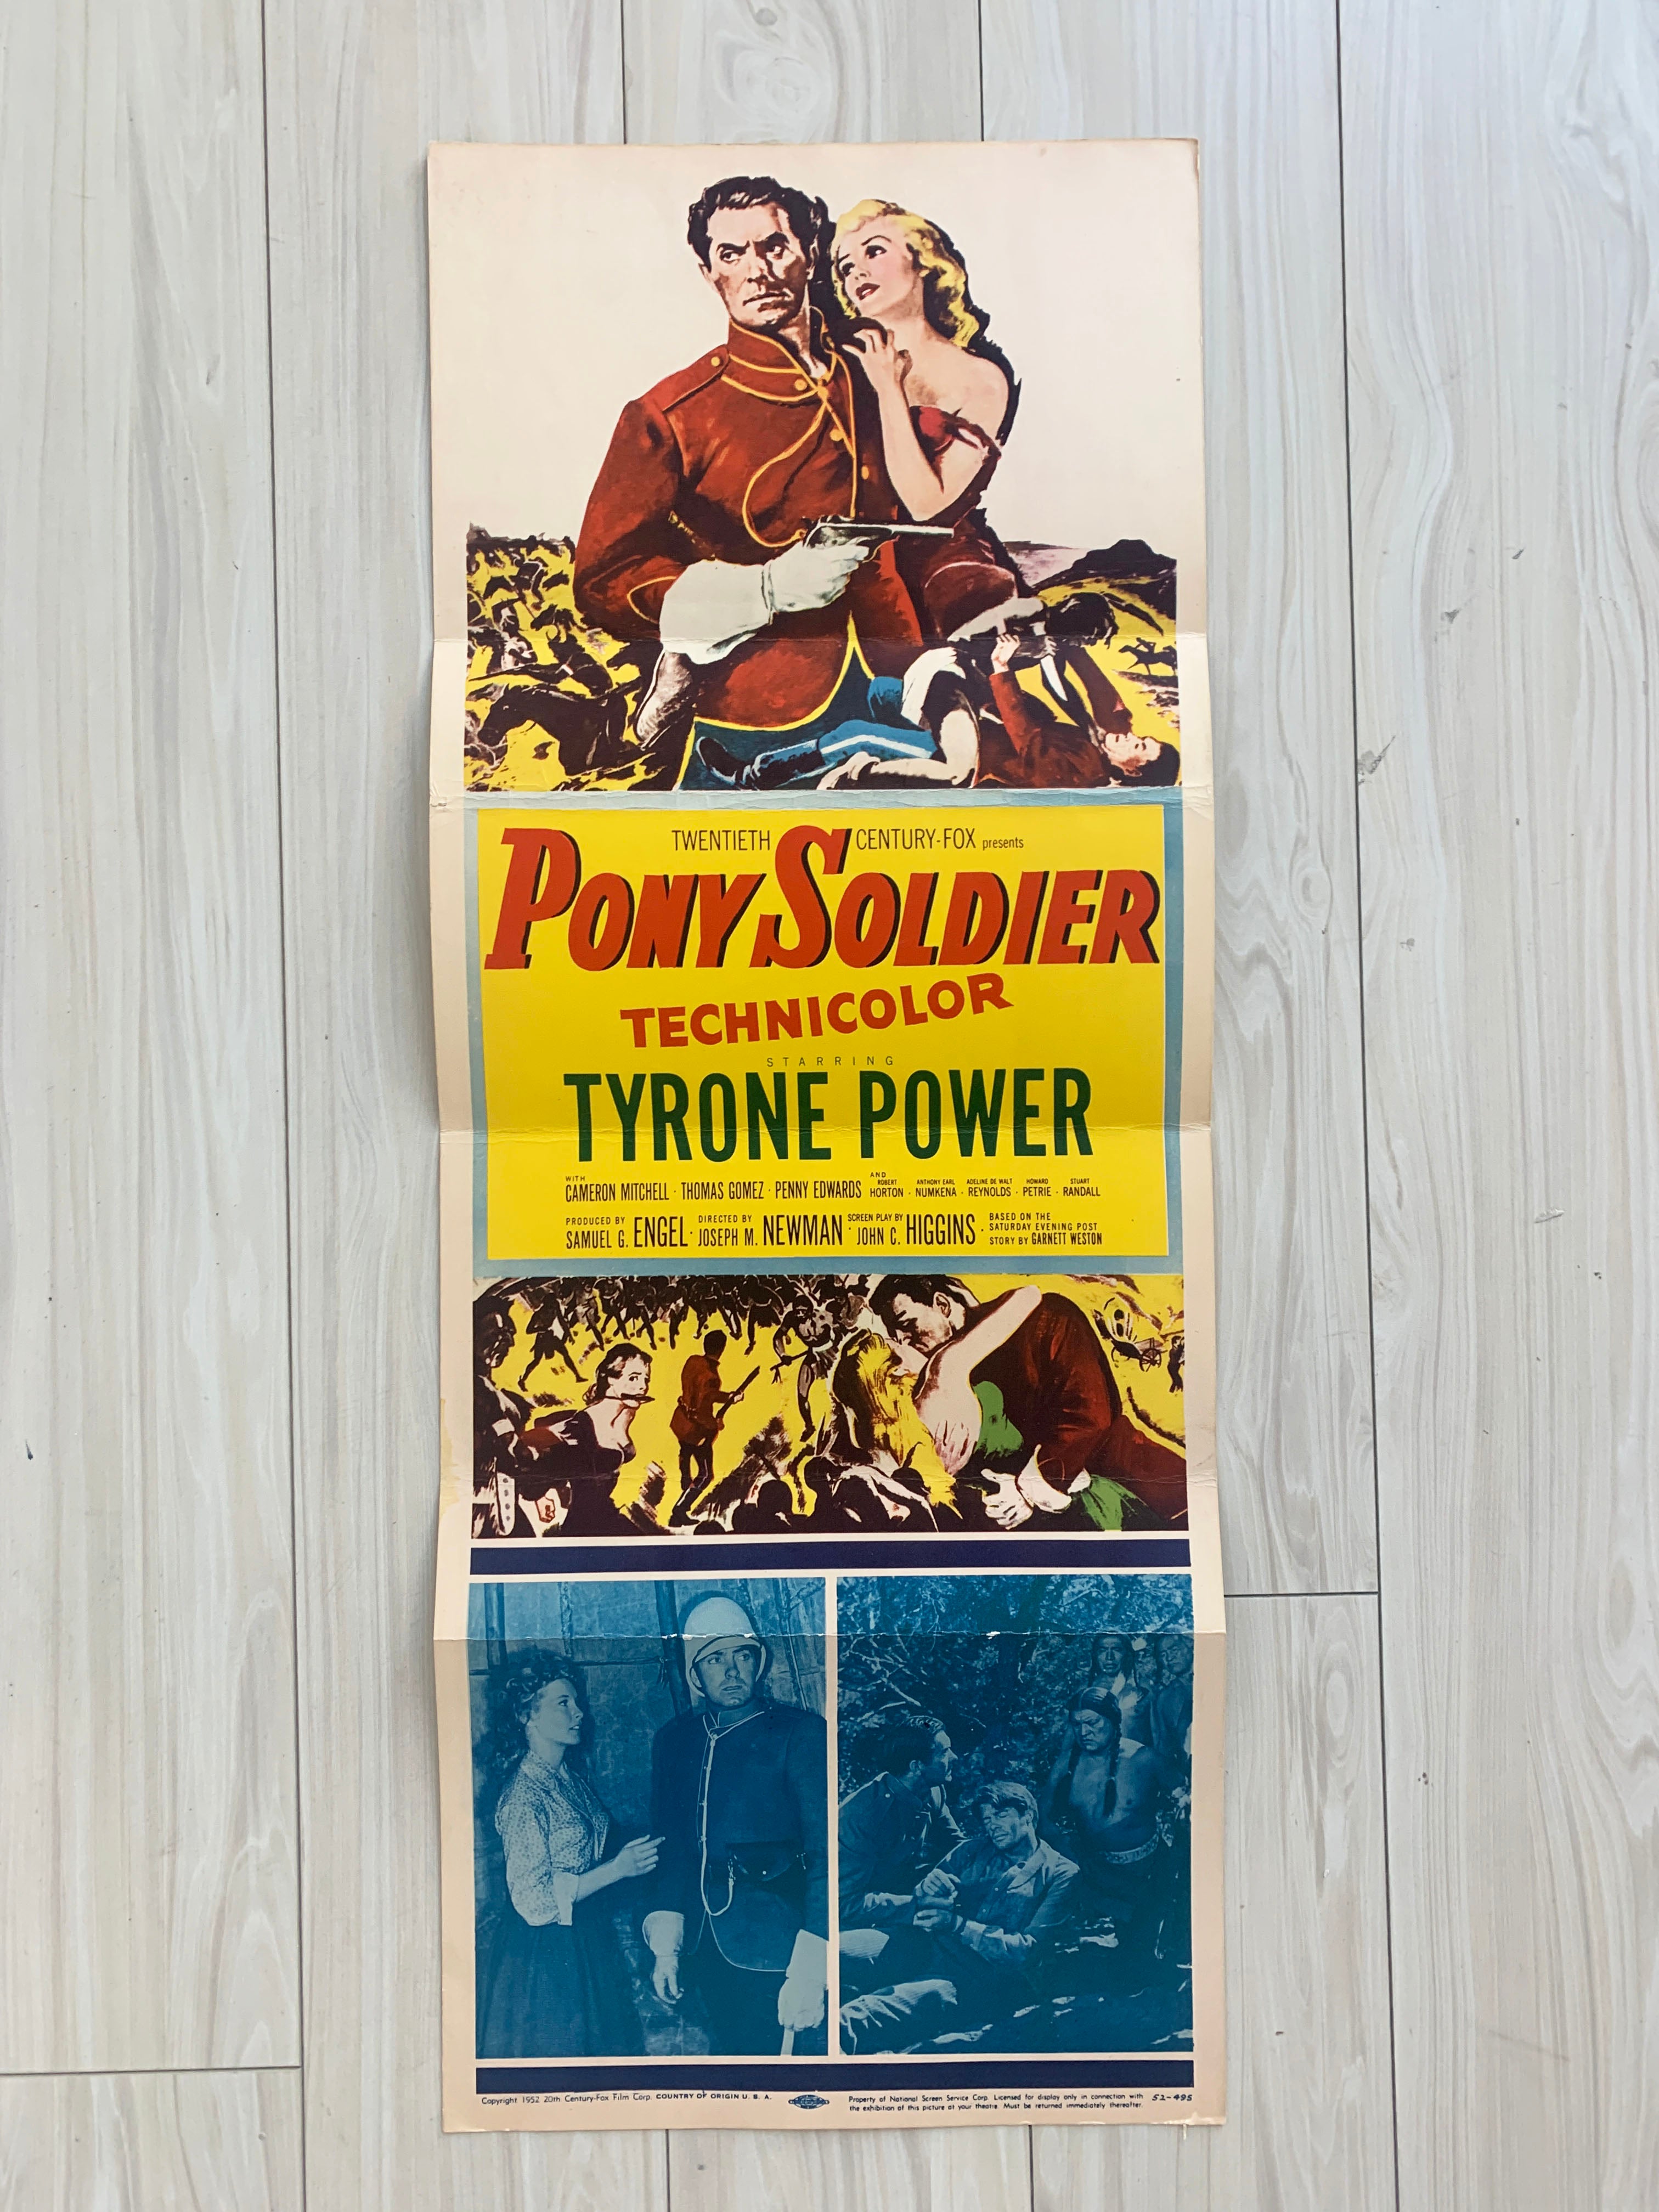 TWENTIETH CENTURY-FOX presents
PONY SOLDIER
TECHNICOLOR
STARRING
TYRONE POWER
WITH CAMERON MITCHELL · THOMAS GOMEZ · PENNY EDWARDS AND ROBERT HORTON · ANTHONY EARL NUMKENA · ADELINE DE WALT REYNOLDS · HOWARD PETRIE · STUART RANDALL
PRODUCED BY SAMUEL G. ENGEL · DIRECTED BY JOSEPH M. NEWMAN · SCREEN PLAY BY JOHN C. HIGGINS · BASED ON THE SATURDAY EVENING POST STORY BY GARNETT WESTON
Copyright 1952 20th Century-Fox Film Corp. COUNTRY OF ORIGIN U. S. A.
Property of National Screen Service Corp. Licensed for display only in connection with 52-495
the exhibition of this picture at your theatre. Must be returned immediately thereafter.